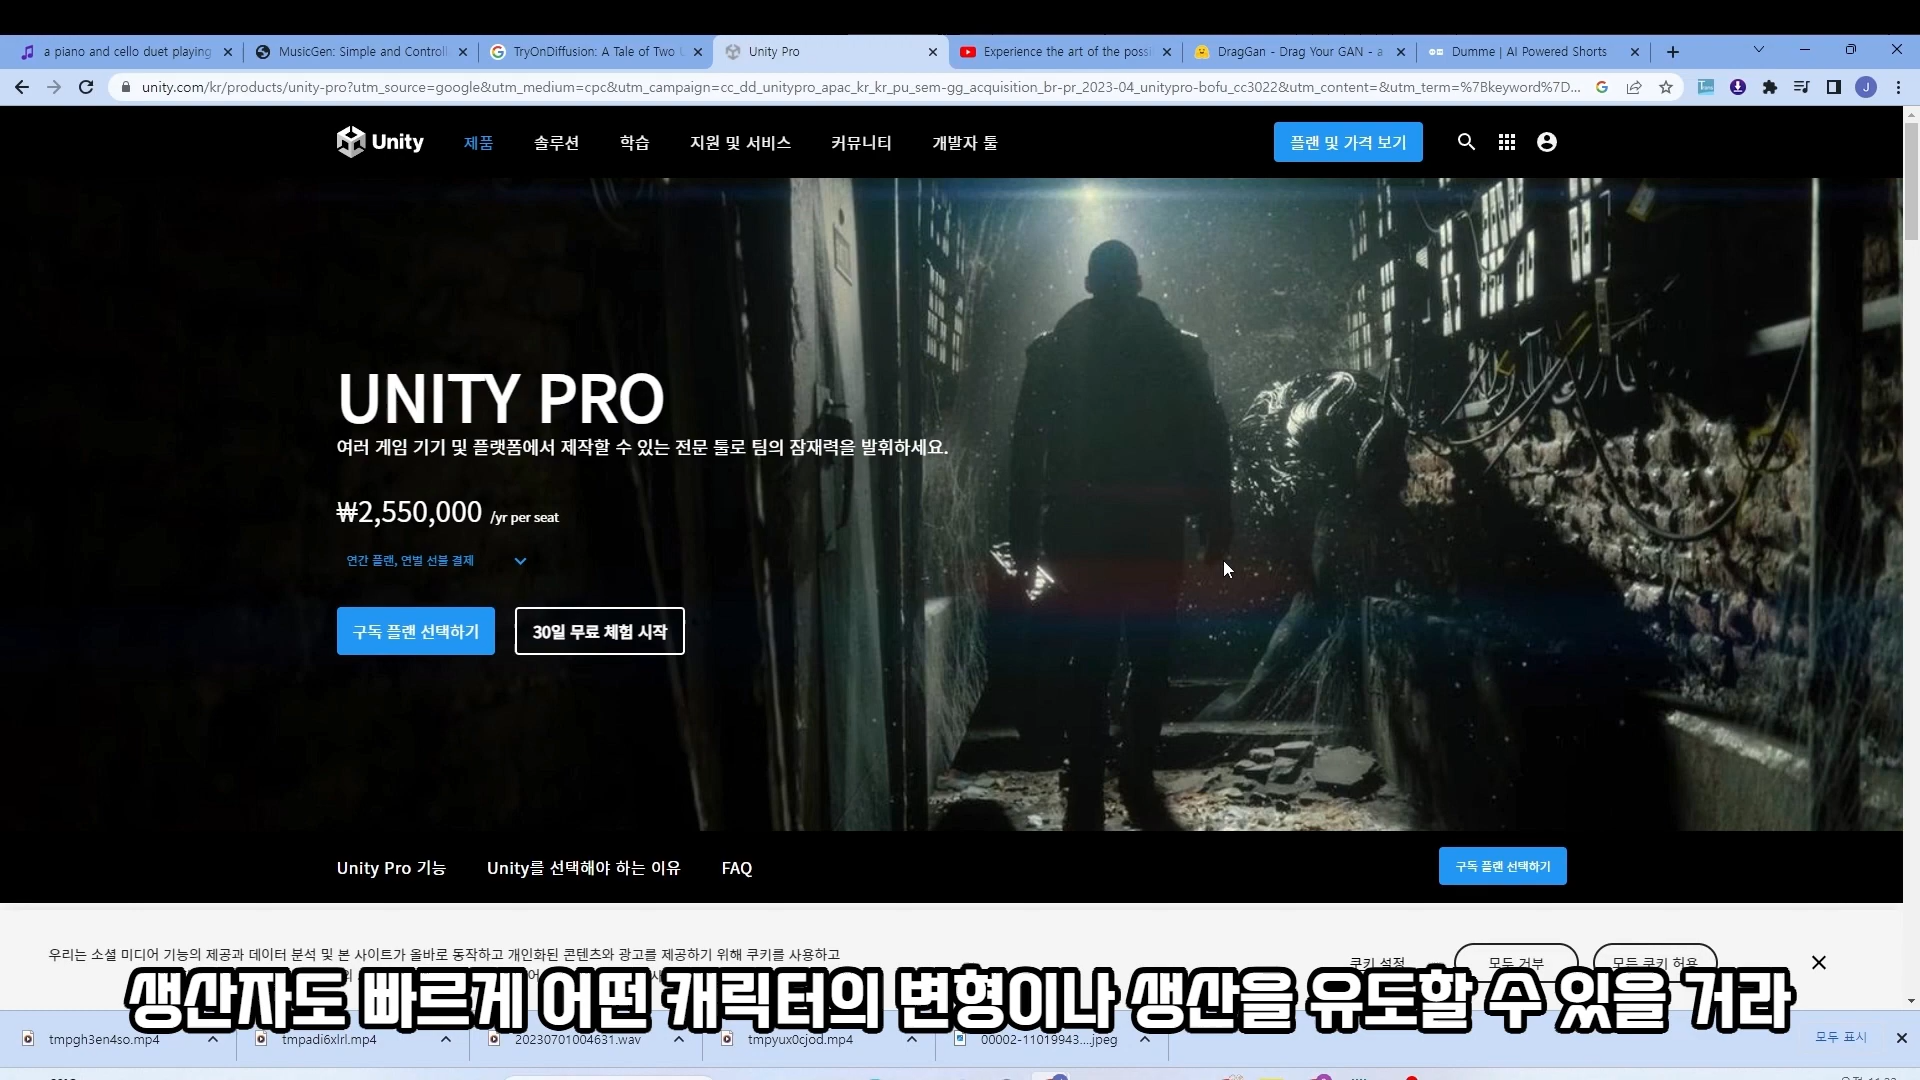 a piano and cello duet playing
MusicGen: Simple and Controll
TryOnDiffusion: A Tale of Two
Unity Pro
Experience the art of the possi
DragGan - Drag Your GAN - a
Dumme | AI Powered Shorts
unity.com/kr/products/unity-pro?utm_source=google&utm_medium=cpc&utm_campaign=cc_dd_unitypro_apac_kr_kr_pu_sem-gg_acquisition_br-pr_2023-04_unitypro-bofu_cc3022&utm_content=&utm_term=%7Bkeyword%7D...
J
Unity 제품 솔루션 학습 지원 및 서비스 커뮤니티 개발자 툴 플랜 및 가격 보기
UNITY PRO
여러 게임 기기 및 플랫폼에서 제작할 수 있는 전문 툴로 팀의 잠재력을 발휘하세요.
₩2,550,000 /yr per seat
연간 플랜, 연별 선불 결제
구독 플랜 선택하기 30일 무료 체험 시작
Unity Pro 기능 Unity를 선택해야 하는 이유 FAQ 구독 플랜 선택하기
우리는 소셜 미디어 기능의 제공과 데이터 분석 및 본 사이트가 올바로 동작하고 개인화된 콘텐츠와 광고를 제공하기 위해 쿠키를 사용하고
쿠키 설정 모두 거부 모든 쿠키 허용
생산자도 빠르게 어떤 캐릭터의 변형이나 생산을 유도할 수 있을 거라
tmpgh3en4so.mp4 tmpadi6xlrl.mp4 20230701004631.wav tmpyux0cjod.mp4 00002-11019943....jpeg 모두 표시